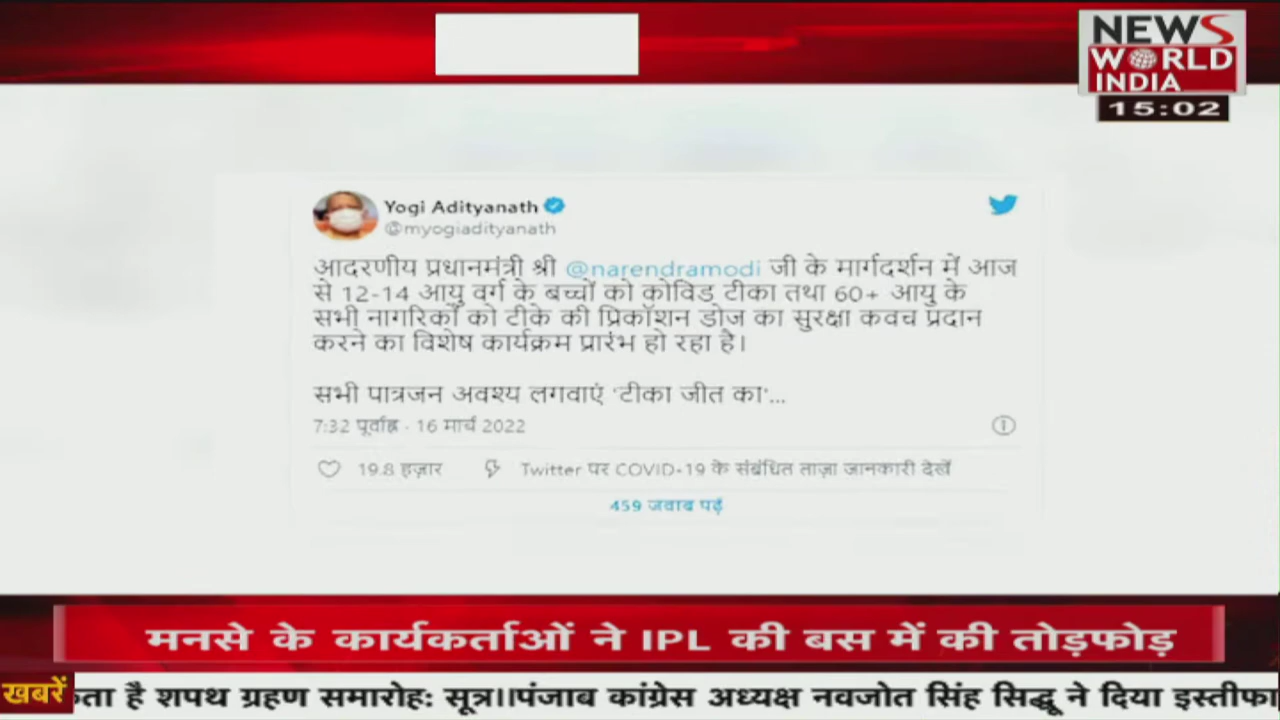 NEWS
WORLD
INDIA
15:02
Yogi Adityanath
@myogiadityanath
आदरणीय प्रधानमंत्री श्री @narendramodi जी के मार्गदर्शन में आज
से 12-14 आयु वर्ग के बच्चों को कोविड टीका तथा 60+ आयु के
सभी नागरिकों को टीके की प्रिकॉशन डोज का सुरक्षा कवच प्रदान
करने का विशेष कार्यक्रम प्रारंभ हो रहा है।
सभी पात्रजन अवश्य लगवाएं 'टीका जीत का'...
7:32 पूर्वाह्न · 16 मार्च 2022
19.8 हज़ार Twitter पर COVID-19 के संबंधित ताज़ा जानकारी देखें
459 जवाब पढ़ें
मनसे के कार्यकर्ताओं ने IPL की बस में की तोड़फोड़
खबरें कता है शपथ ग्रहण समारोह: सूत्र।।पंजाब कांग्रेस अध्यक्ष नवजोत सिंह सिद्धू ने दिया इस्तीफा